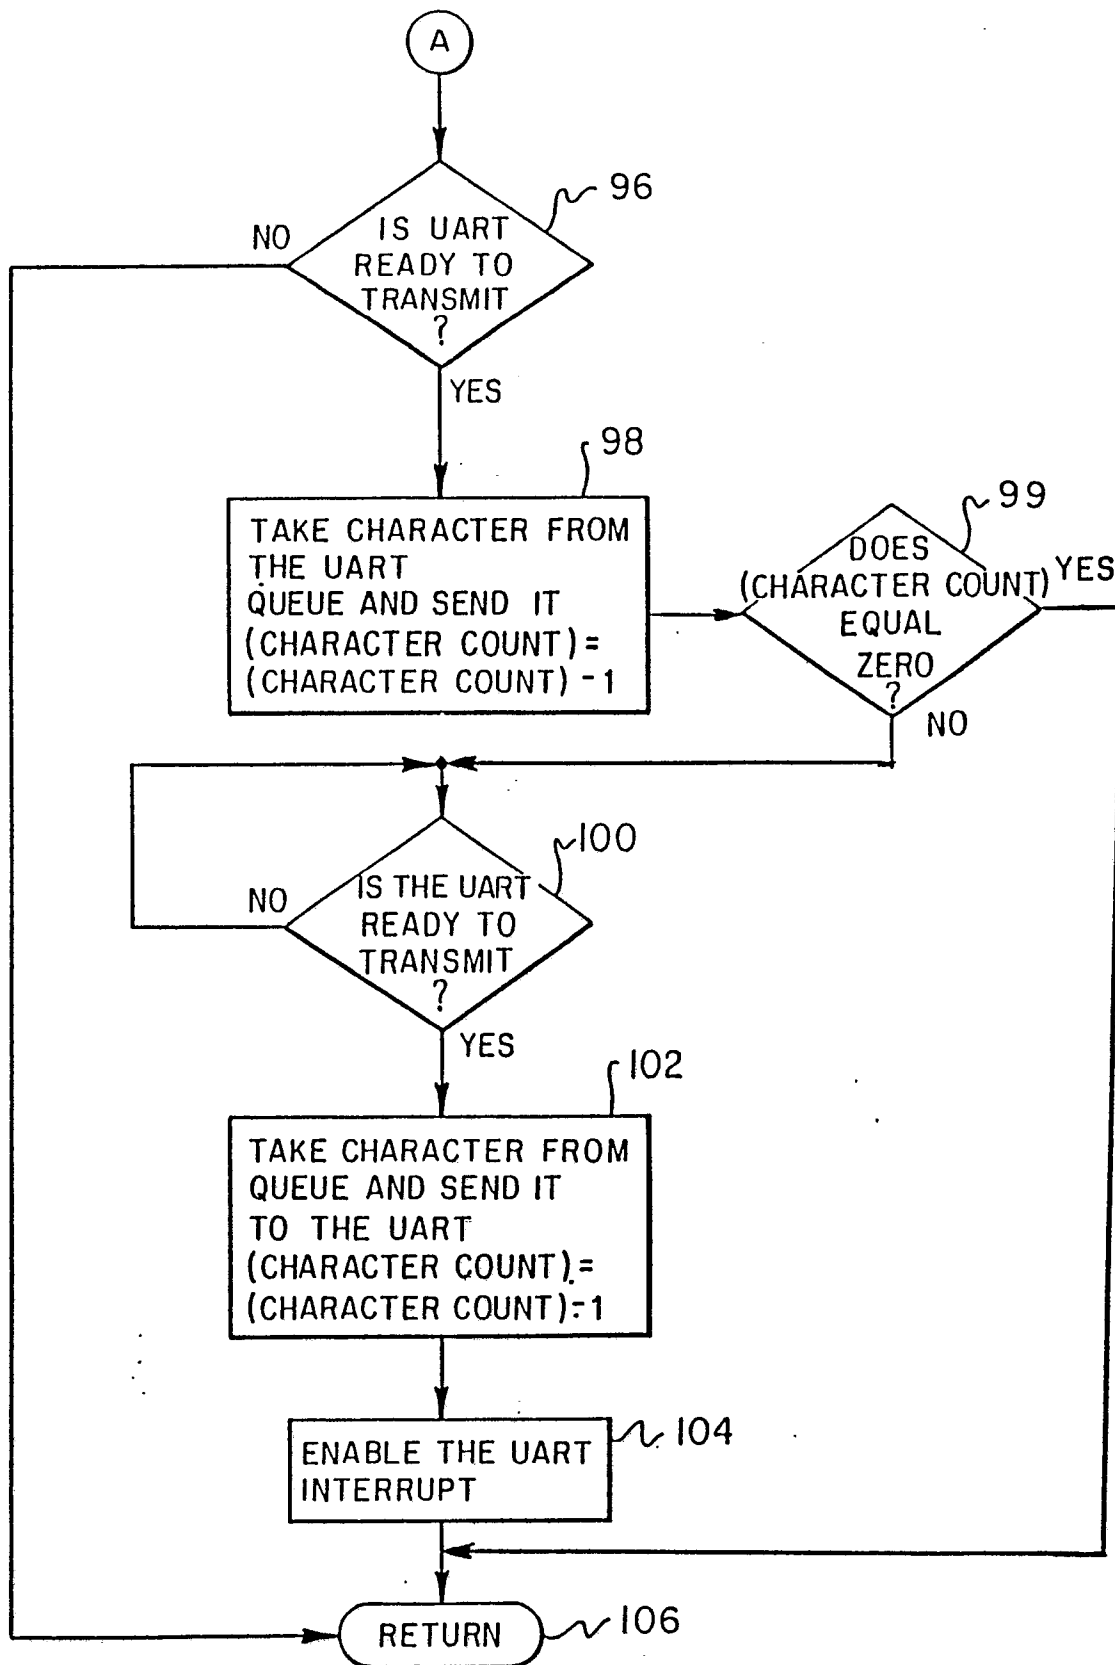 A
96
NO
IS UART
READY TO
TRANSMIT
?
YES
98
TAKE CHARACTER FROM
THE UART
QUEUE AND SEND IT
(CHARACTER COUNT)=
(CHARACTER COUNT)-1
99
DOES
(CHARACTER COUNT)
EQUAL
ZERO
?
YES
NO
100
NO
IS THE UART
READY TO
TRANSMIT
?
YES
102
TAKE CHARACTER FROM
QUEUE AND SEND IT
TO THE UART
(CHARACTER COUNT)=
(CHARACTER COUNT)-1
104
ENABLE THE UART
INTERRUPT
RETURN
106